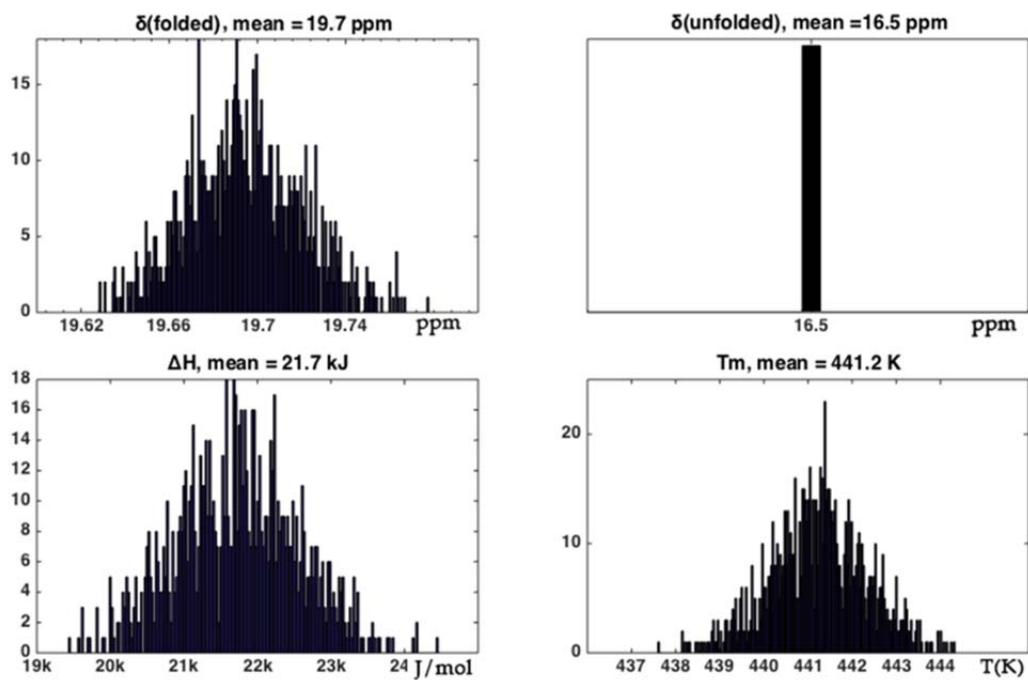 δ(folded), mean = 19.7 ppm
15
10
5
0
19.62 19.66 19.7 19.74 ppm
δ(unfolded), mean =16.5 ppm
16.5 ppm
ΔH, mean = 21.7 kJ
18
16
14
12
10
8
6
4
2
0
19k 20k 21k 22k 23k 24 J/mol
Tm, mean = 441.2 K
20
10
0
437 438 439 440 441 442 443 444 T(K)